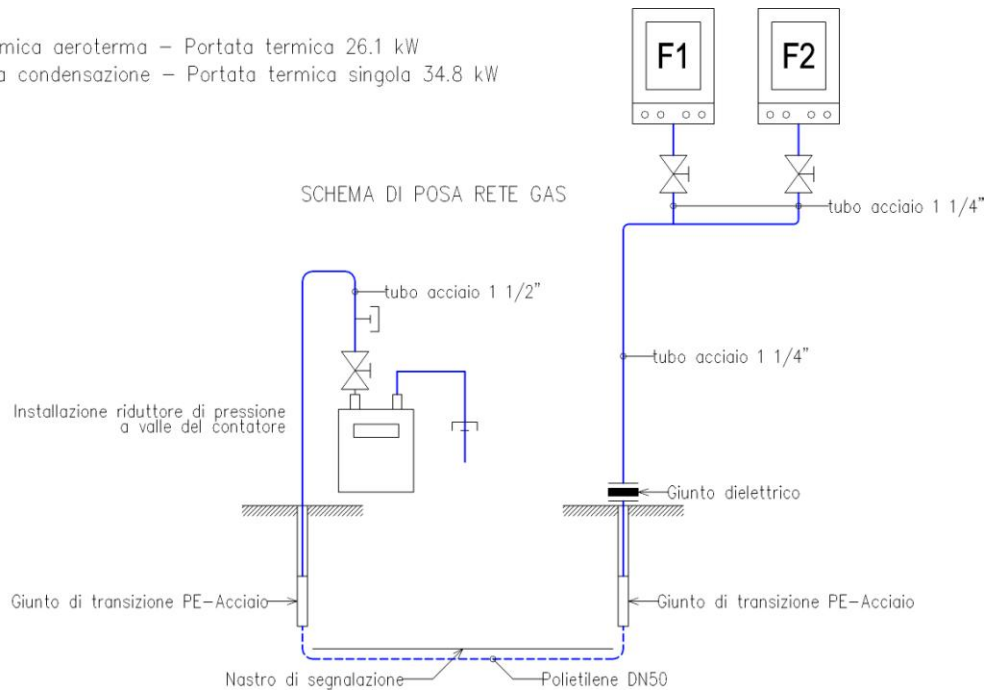 mica aeroterma – Portata termica 26.1 kW
a condensazione – Portata termica singola 34.8 kW
F1
F2
SCHEMA DI POSA RETE GAS
tubo acciaio 1 1/4"
tubo acciaio 1 1/2"
tubo acciaio 1 1/4"
Installazione riduttore di pressione
a valle del contatore
Giunto dielettrico
Giunto di transizione PE-Acciaio
Giunto di transizione PE-Acciaio
Nastro di segnalazione
Polietilene DN50